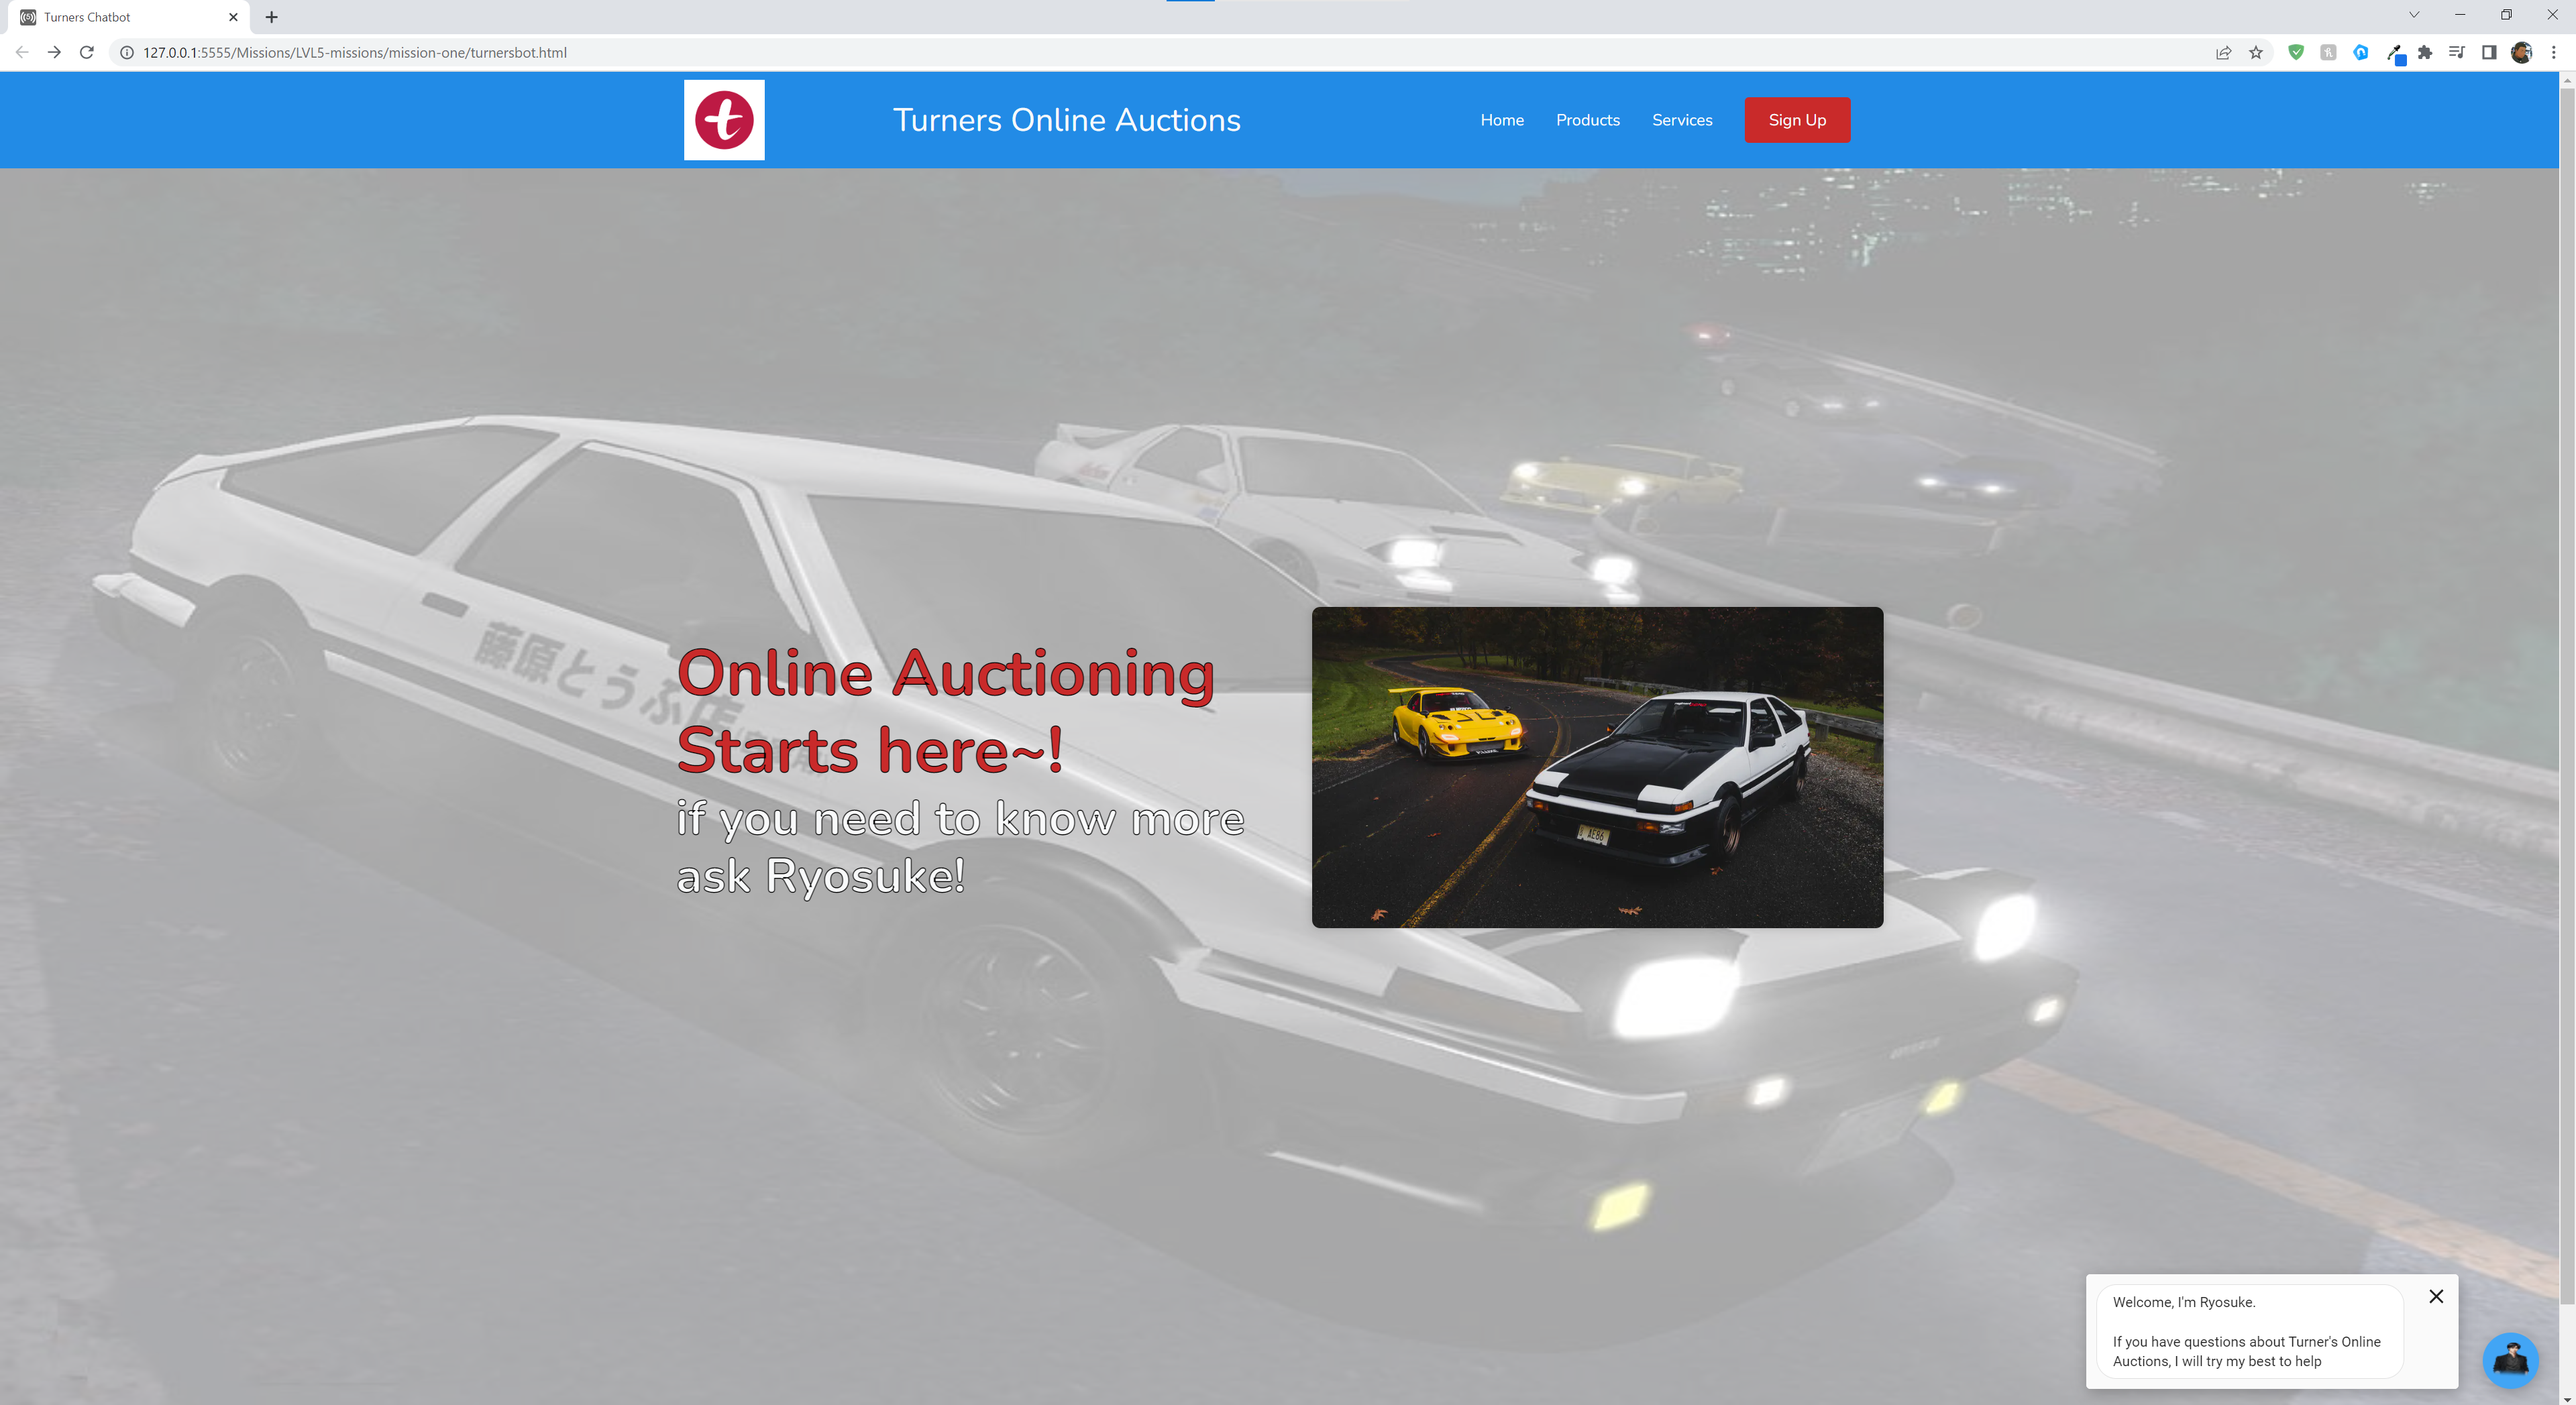 Turners Chatbot
127.0.0.1:5555/Missions/LVL5-missions/mission-one/turnersbot.html
t
Turners Online Auctions
Home
Products
Services
Sign Up
藤原とうふ店
Online Auctioning
Starts here~!
if you need to know more
ask Ryosuke!
AE86
Welcome, I'm Ryosuke.
If you have questions about Turner's Online
Auctions, I will try my best to help